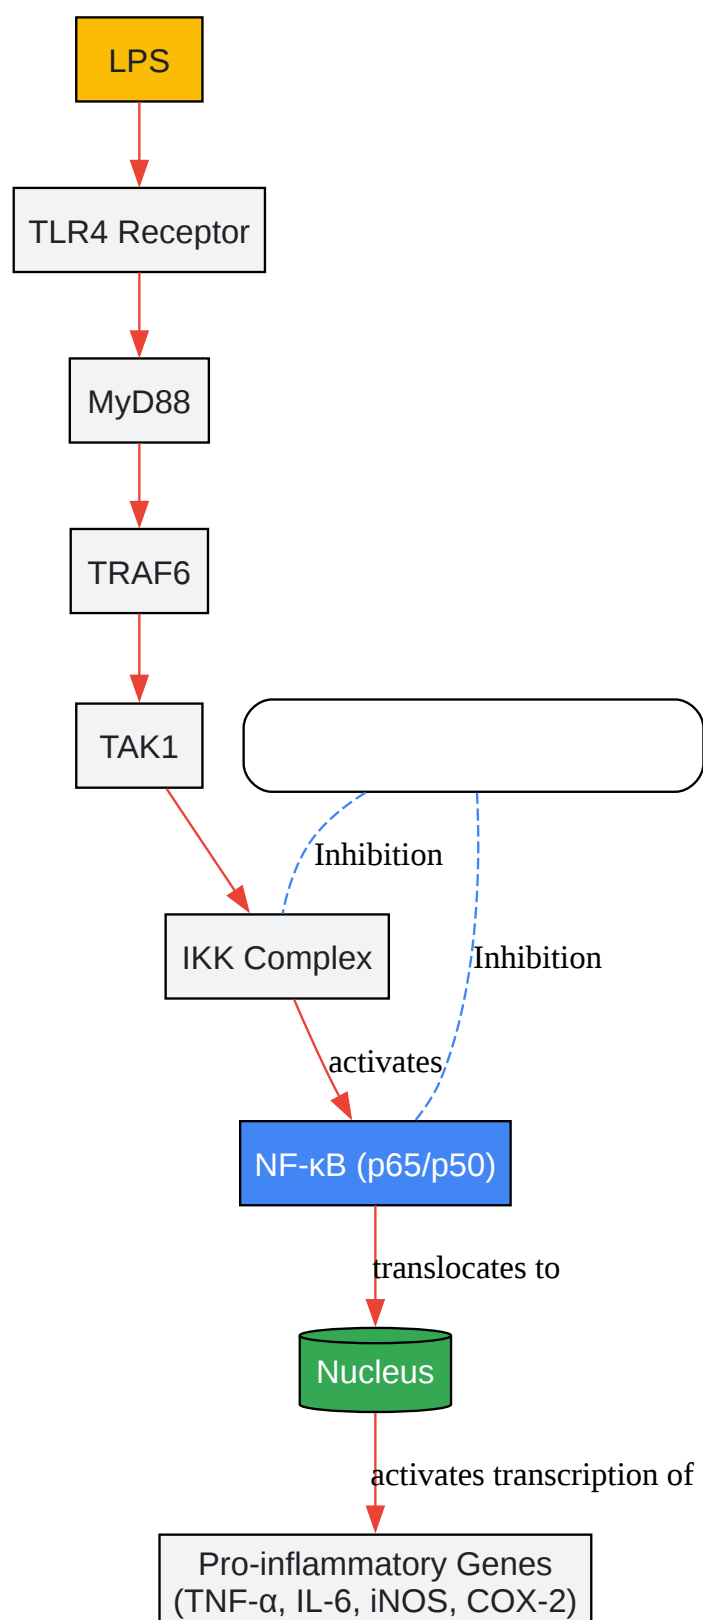 LPS
TLR4 Receptor
MyD88
TRAF6
TAK1
Inhibition
IKK Complex
Inhibition
activates
NF-κB (p65/p50)
translocates to
Nucleus
activates transcription of
Pro-inflammatory Genes
(TNF-α, IL-6, iNOS, COX-2)